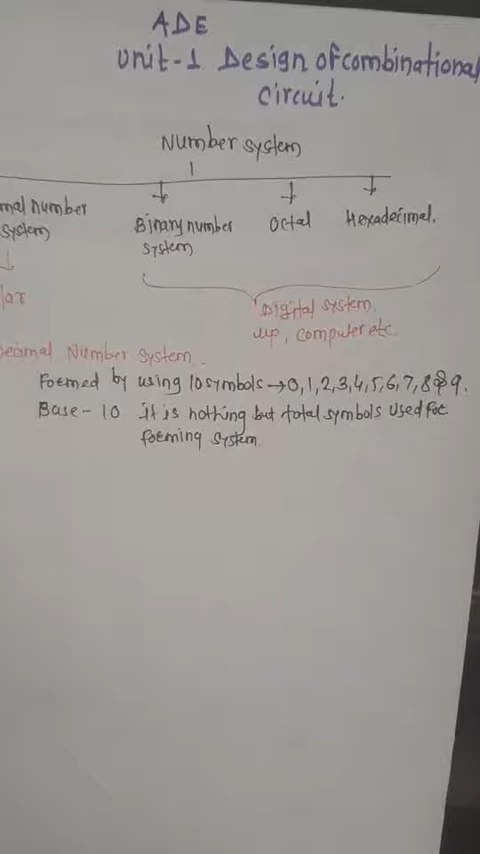 ADE
Unit-1 Design of combinational
circuit.
Number system
mal number
system
Binary number
system
Octal
Hexadecimal.
lar
Digital system
up, computer etc.
ecimal Number System
Formed by using 10 symbols → 0,1,2,3,4,5,6,7,8 & 9.
Base - 10 it is nothing but total symbols used for
forming system.